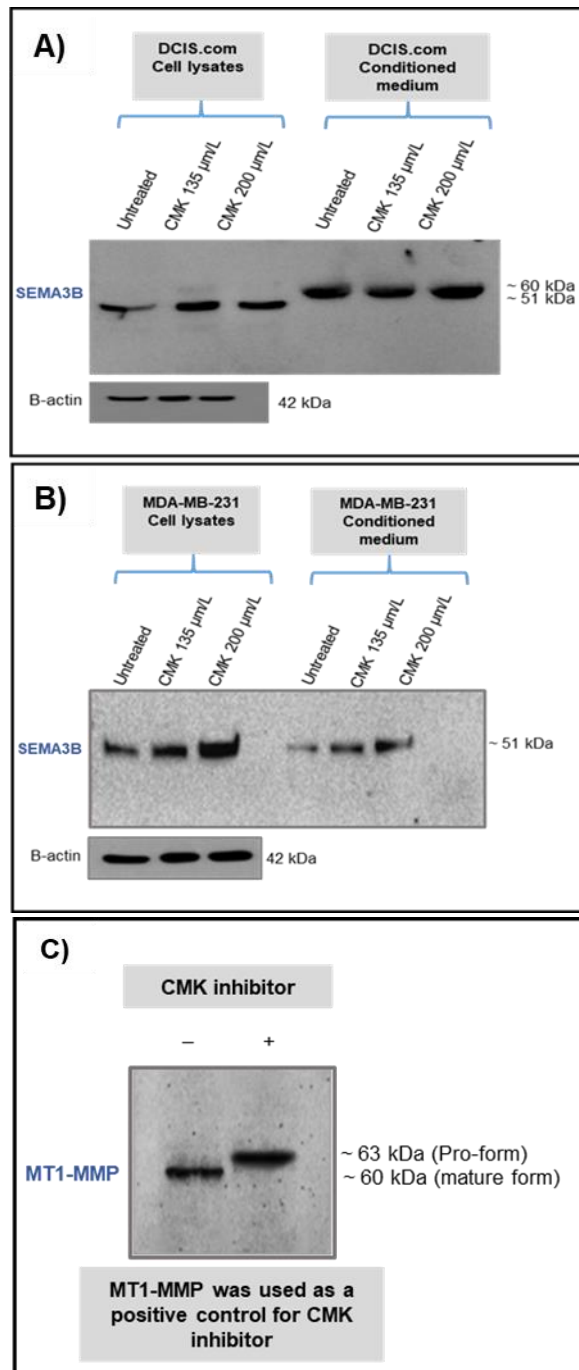 A)
DCIS.com
Cell lysates
DCIS.com
Conditioned
medium
Untreated
CMK 135 µm/L
CMK 200 µm/L
Untreated
CMK 135 µm/L
CMK 200 µm/L
SEMA3B
~ 60 kDa
~ 51 kDa
B-actin
42 kDa
B)
MDA-MB-231
Cell lysates
MDA-MB-231
Conditioned
medium
Untreated
CMK 135 µm/L
CMK 200 µm/L
Untreated
CMK 135 µm/L
CMK 200 µm/L
SEMA3B
~ 51 kDa
B-actin
42 kDa
C)
CMK inhibitor
– +
MT1-MMP
~ 63 kDa (Pro-form)
~ 60 kDa (mature form)
MT1-MMP was used as a
positive control for CMK
inhibitor